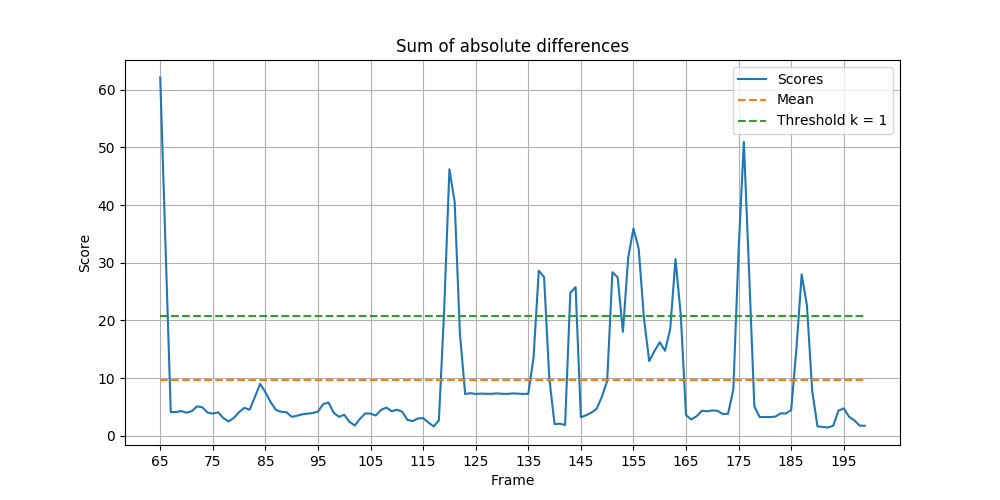 Sum of absolute differences
Scores
Mean
Threshold k = 1
Score
60
50
40
30
20
10
0
65 75 85 95 105 115 125 135 145 155 165 175 185 195
Frame